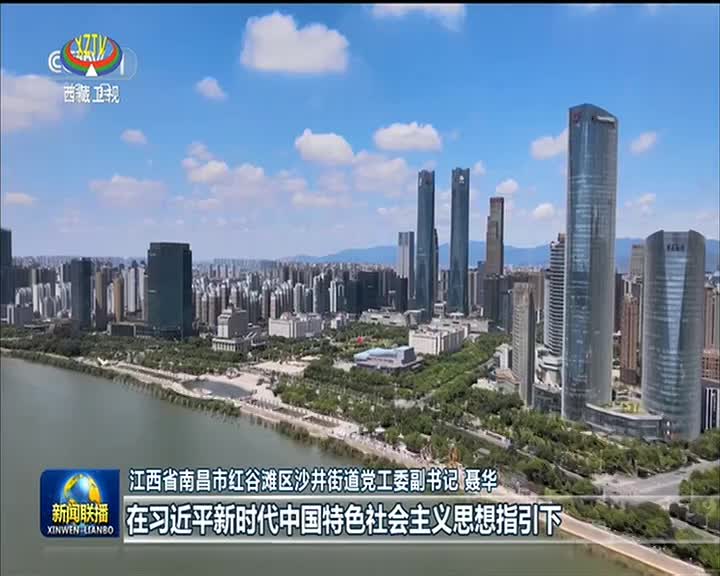 XZTV
西藏卫视
江西省南昌市红谷滩区沙井街道党工委副书记 聂华
新闻联播
XINWEN-LIANBO
在习近平新时代中国特色社会主义思想指引下